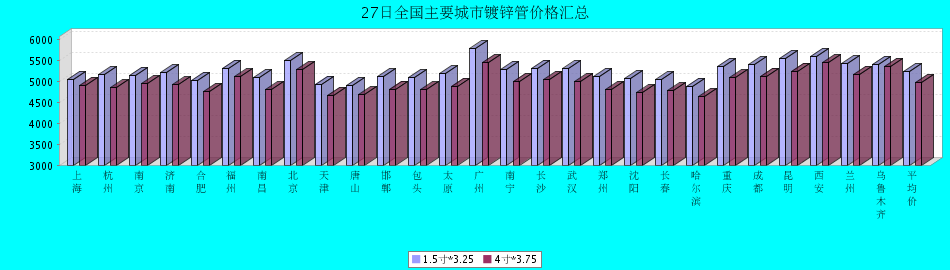 27日全国主要城市镀锌管价格汇总
6000
5500
5000
4500
4000
3500
3000
上海
杭州
南京
济南
合肥
福州
南昌
北京
天津
唐山
邯郸
包头
太原
广州
南宁
长沙
武汉
郑州
沈阳
长春
哈尔滨
重庆
成都
昆明
西安
兰州
乌鲁木齐
平均价
1.5寸*3.25
4寸*3.75